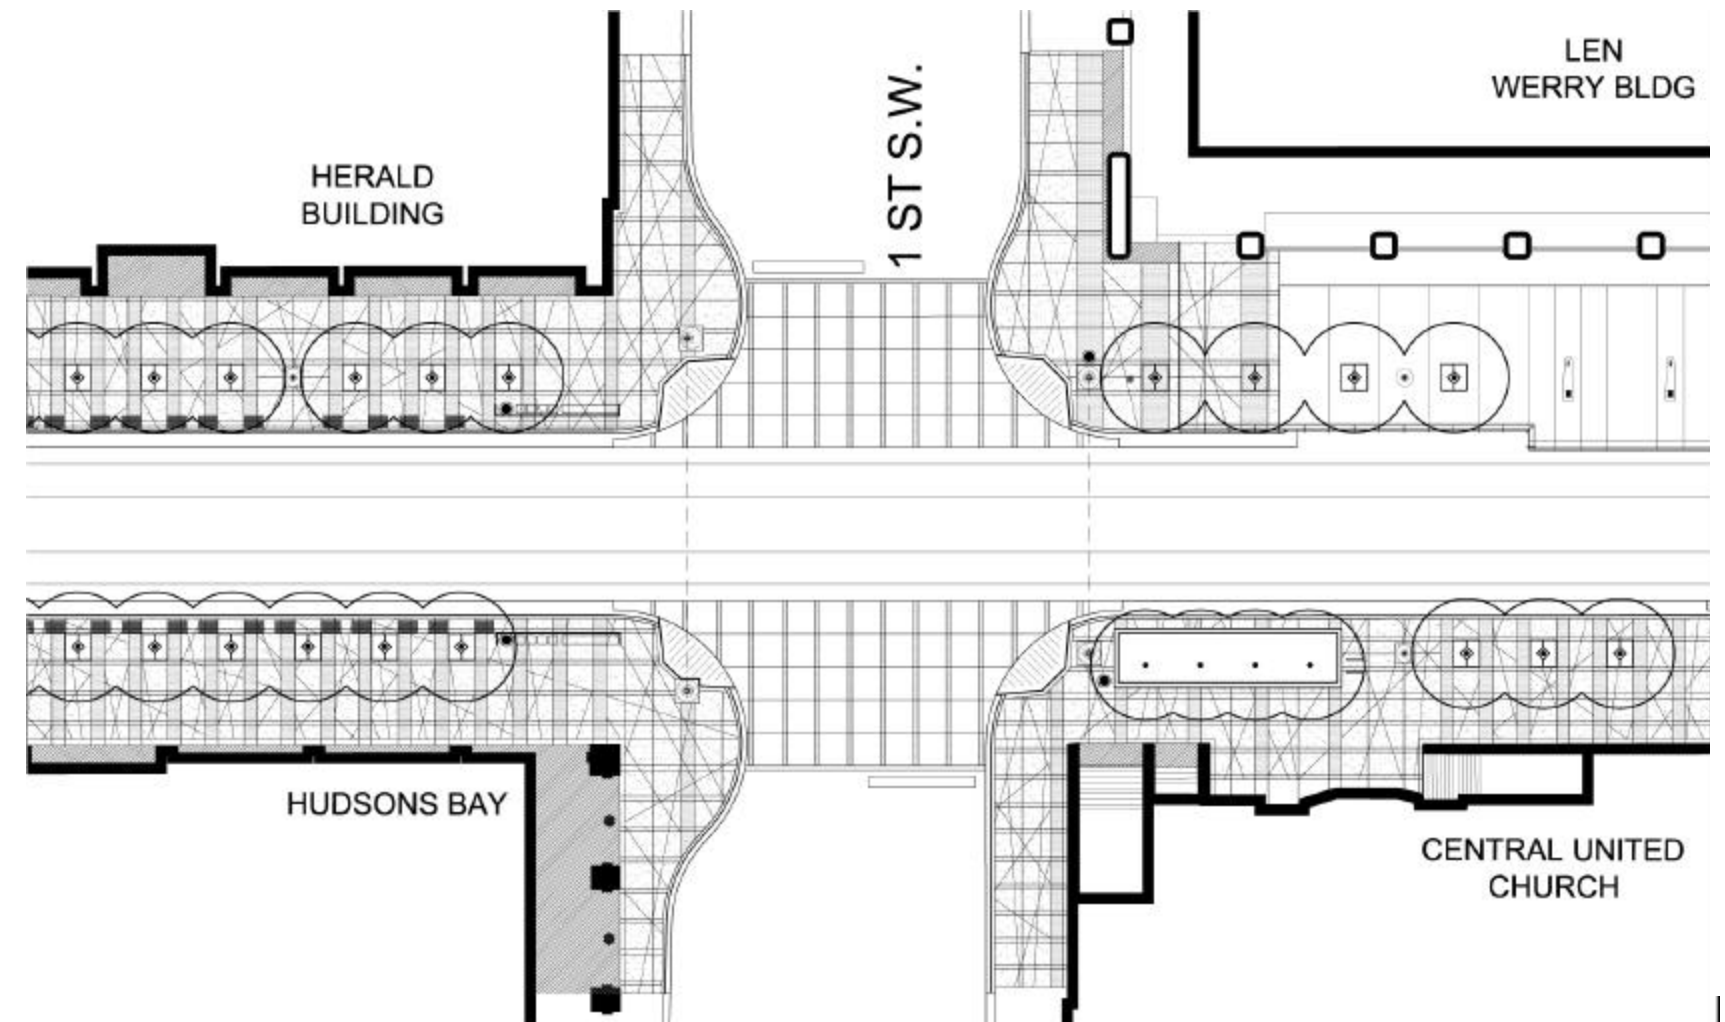 LEN
WERRY BLDG
1 ST S.W.
HERALD
BUILDING
HUDSONS BAY
CENTRAL UNITED
CHURCH